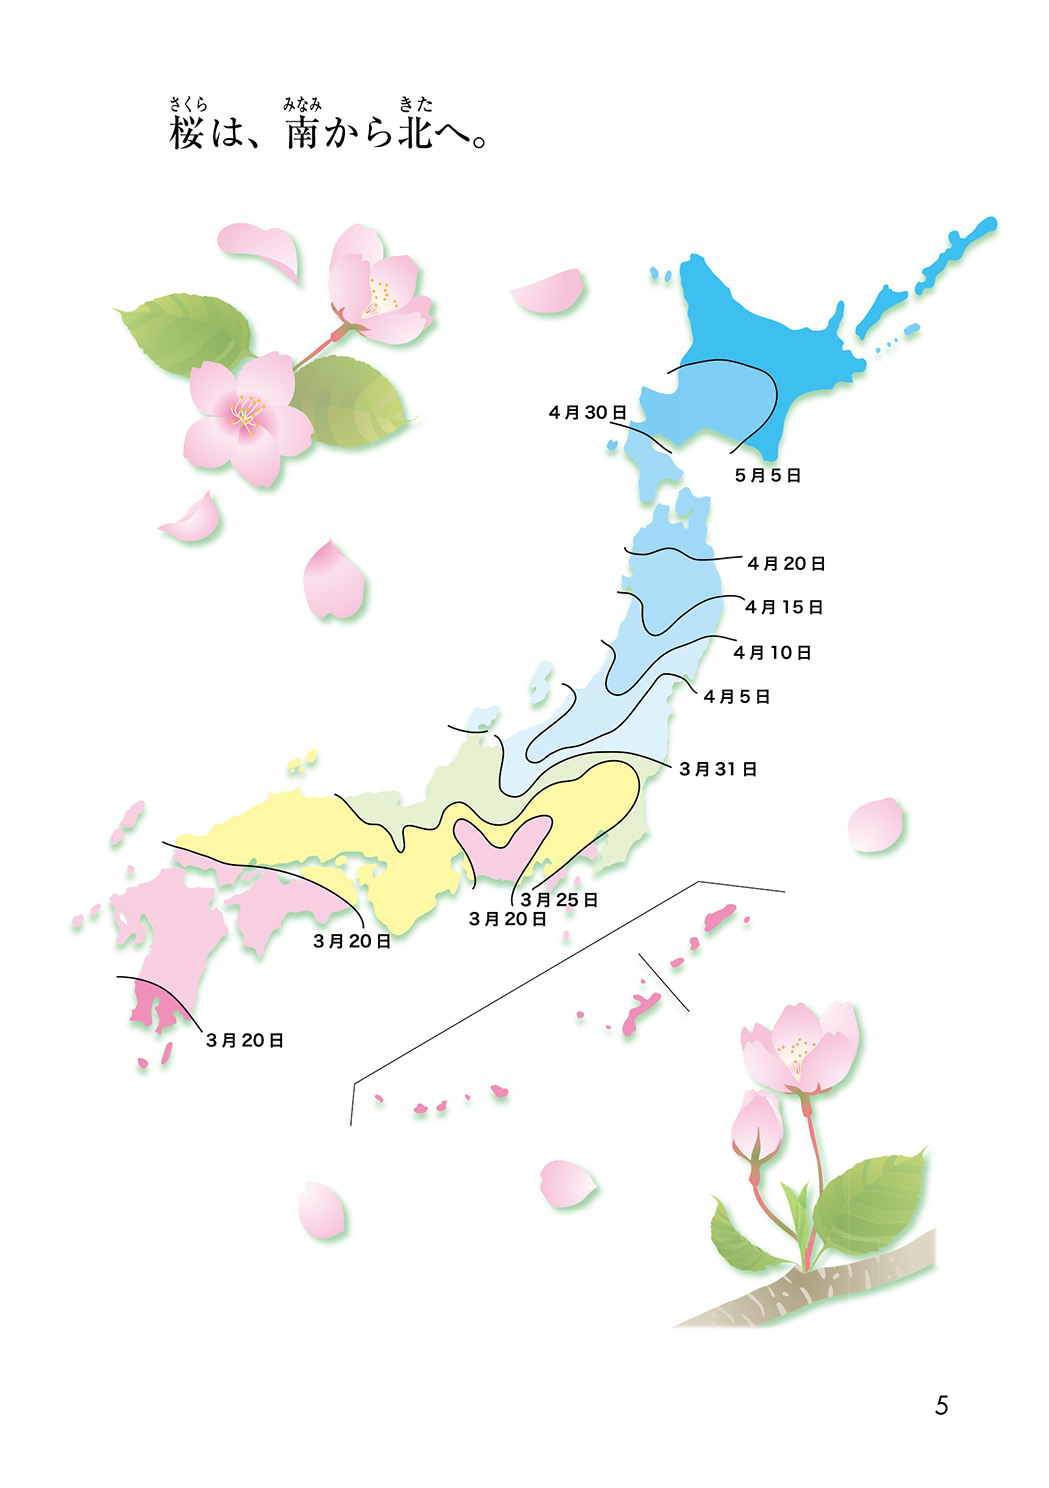 さくら みなみ きた
桜は、南から北へ。
4月30日
5月5日
4月20日
4月15日
4月10日
4月5日
3月31日
3月25日
3月20日
3月20日
3月20日
5